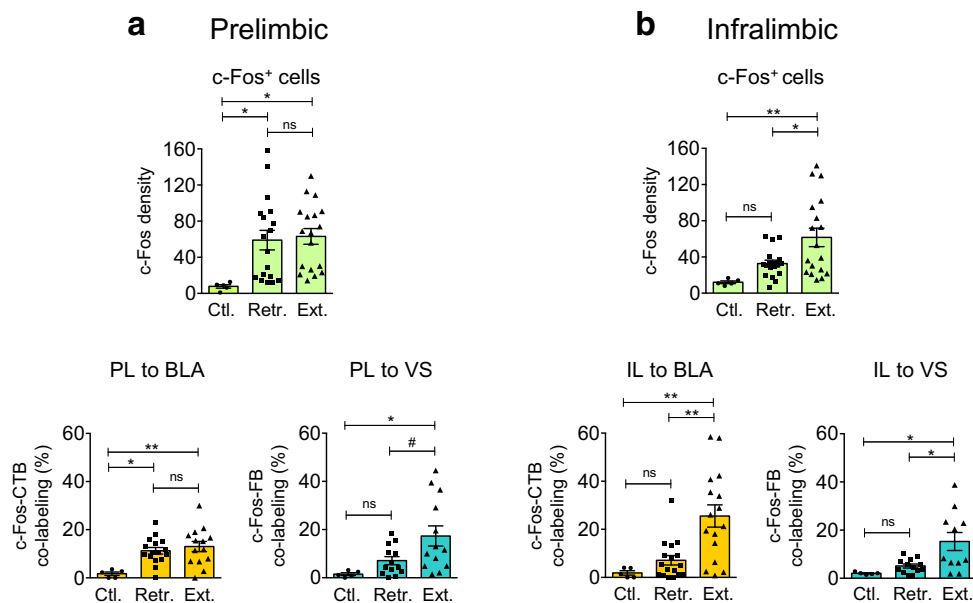 a Prelimbic
c-Fos⁺ cells
*
*
ns
160
120
80
40
0
c-Fos density
Ctl. Retr. Ext.
PL to BLA
**
*
ns
60
40
20
0
c-Fos-CTB
co-labeling (%)
Ctl. Retr. Ext.
PL to VS
*
#
ns
60
40
20
0
c-Fos-FB
co-labeling (%)
Ctl. Retr. Ext.
b Infralimbic
c-Fos⁺ cells
**
*
ns
160
120
80
40
0
c-Fos density
Ctl. Retr. Ext.
IL to BLA
**
**
ns
60
40
20
0
c-Fos-CTB
co-labeling (%)
Ctl. Retr. Ext.
IL to VS
*
*
ns
60
40
20
0
c-Fos-FB
co-labeling (%)
Ctl. Retr. Ext.